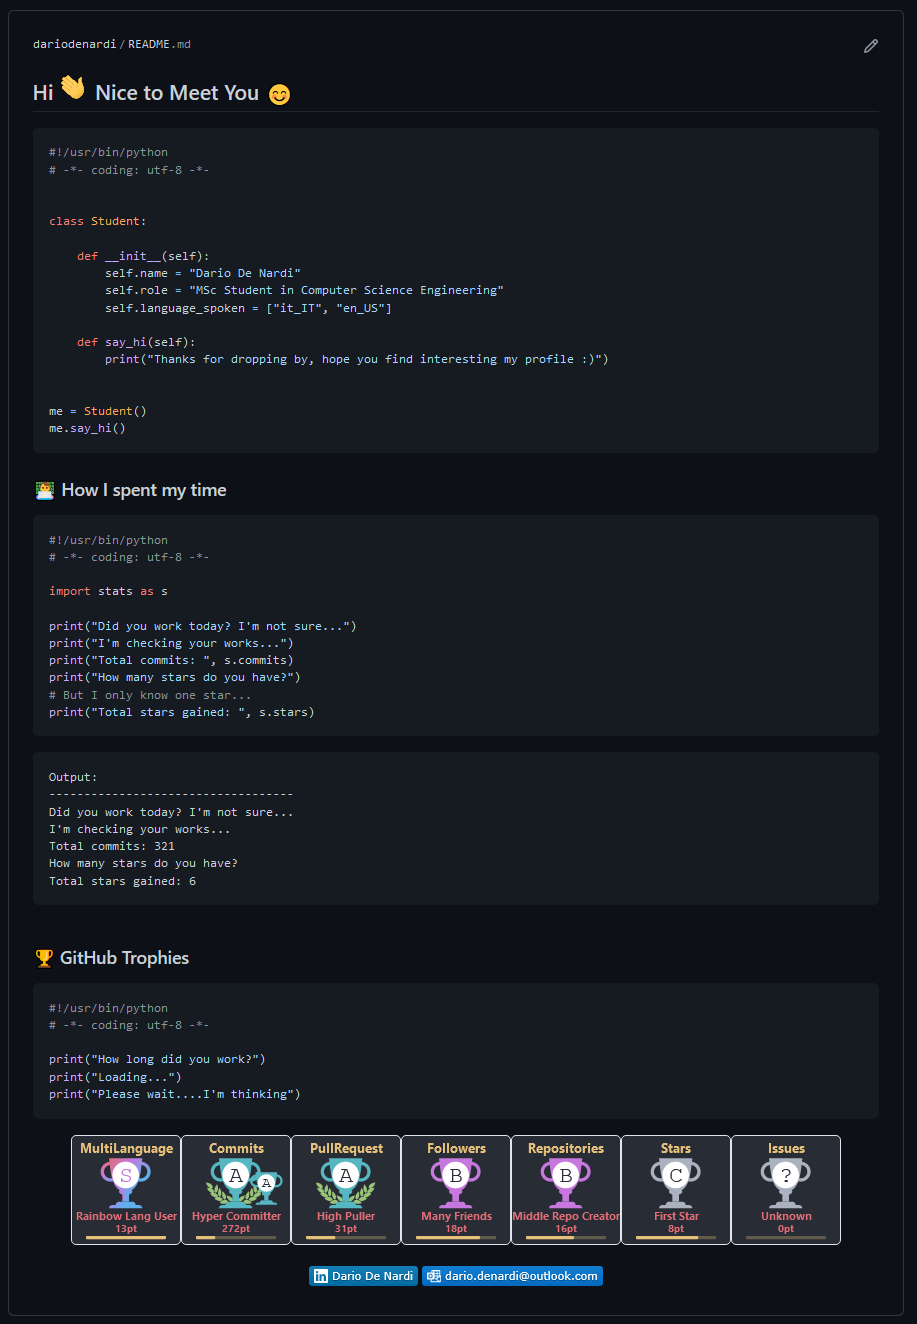 dariodenardi/README.md
Hi 👋 Nice to Meet You 😊
#!/usr/bin/python
# -*- coding: utf-8 -*-
class Student:
    def __init__(self):
        self.name = "Dario De Nardi"
        self.role = "MSc Student in Computer Science Engineering"
        self.language_spoken = ["it_IT", "en_US"]
    def say_hi(self):
        print("Thanks for dropping by, hope you find interesting my profile :)")
me = Student()
me.say_hi()
How I spent my time
#!/usr/bin/python
# -*- coding: utf-8 -*-
import stats as s
print("Did you work today? I'm not sure...")
print("I'm checking your works...")
print("Total commits: ", s.commits)
print("How many stars do you have?")
# But I only know one star...
print("Total stars gained: ", s.stars)
Output:
-----------------------------------
Did you work today? I'm not sure...
I'm checking your works...
Total commits: 321
How many stars do you have?
Total stars gained: 6
🏆 GitHub Trophies
#!/usr/bin/python
# -*- coding: utf-8 -*-
print("How long did you work?")
print("Loading...")
print("Please wait....I'm thinking")
MultiLanguage Commits PullRequest Followers Repositories Stars Issues
S A A A B B C ?
Rainbow Lang User Hyper Committer High Puller Many Friends Middle Repo Creator First Star Unknown
13pt 272pt 31pt 18pt 16pt 8pt 0pt
in Dario De Nardi dario.denardi@outlook.com